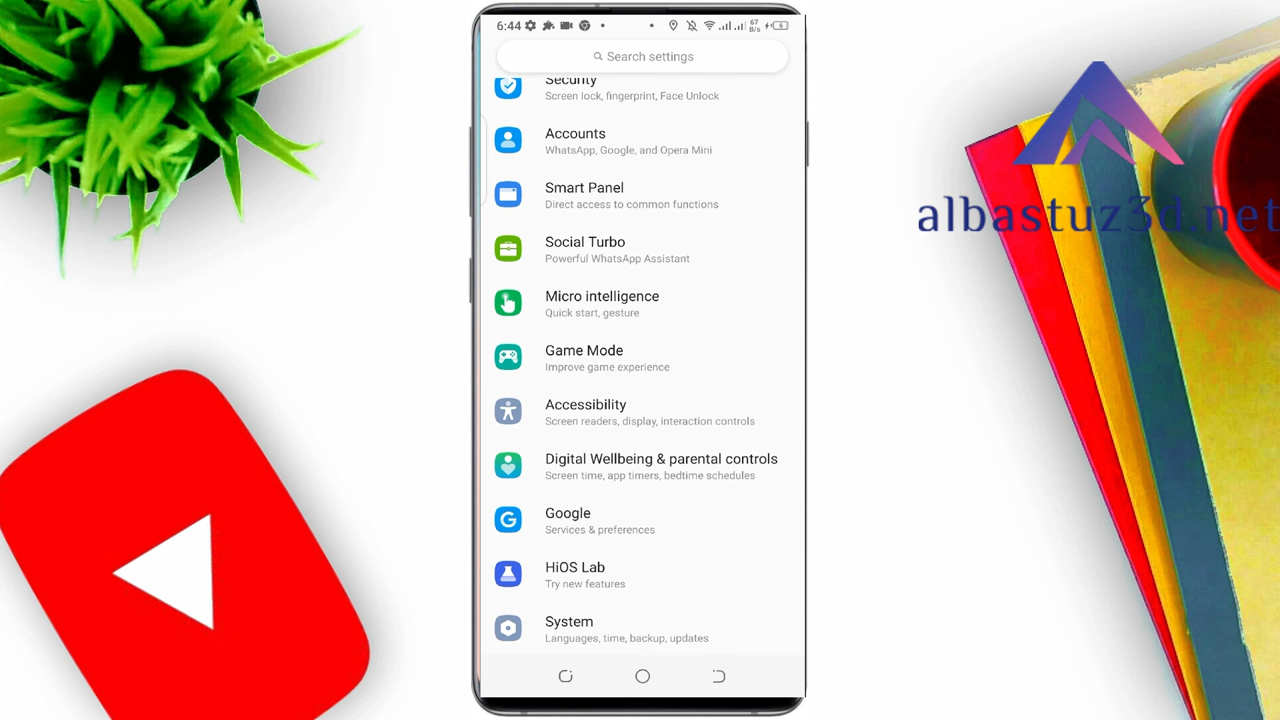 6:44
67
B/s
6
Search settings
Security
Screen lock, fingerprint, Face Unlock
Accounts
WhatsApp, Google, and Opera Mini
Smart Panel
Direct access to common functions
Social Turbo
Powerful WhatsApp Assistant
Micro intelligence
Quick start, gesture
Game Mode
Improve game experience
Accessibility
Screen readers, display, interaction controls
Digital Wellbeing & parental controls
Screen time, app timers, bedtime schedules
Google
Services & preferences
HiOS Lab
Try new features
System
Languages, time, backup, updates
albastuz3d.net